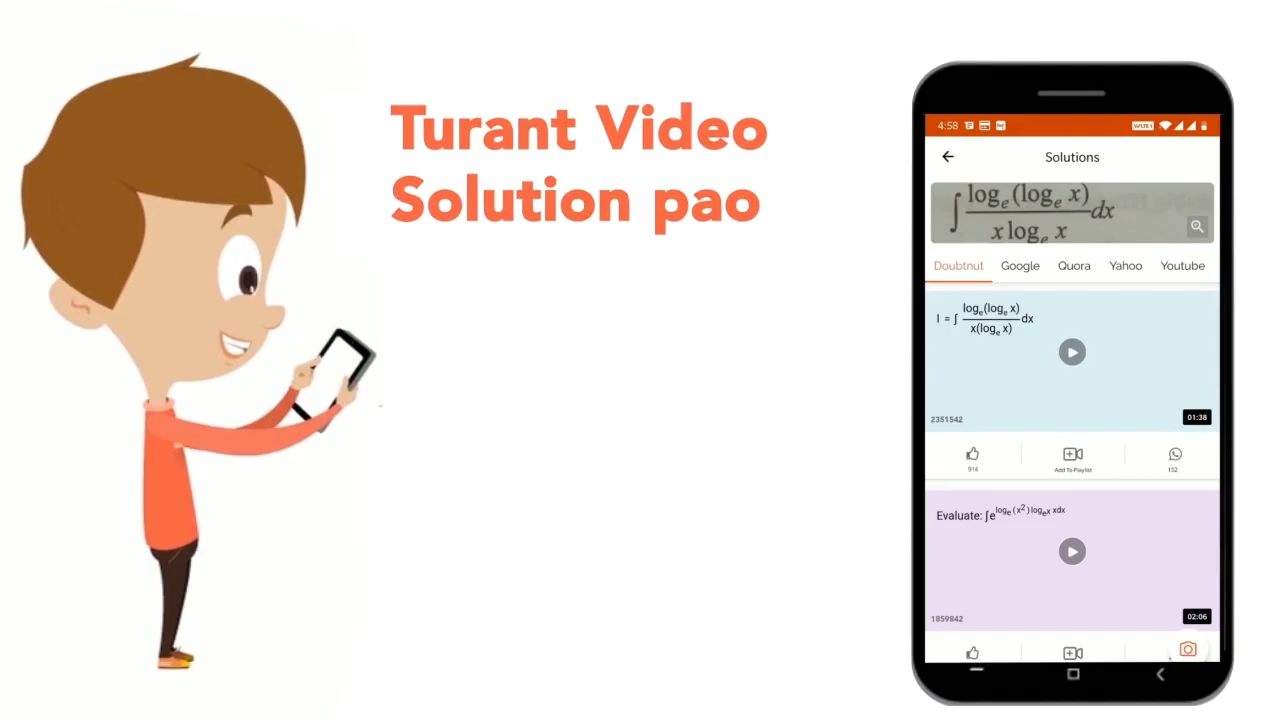 Turant Video
Solution pao
4:58
Solutions
∫ logₑ(logₑ x) / x logₑ x dx
Doubtnut Google Quora Yahoo Youtube
I = ∫ logₑ(logₑ x) / x(logₑ x) dx
2351542 01:38
914 Add To Playlist 152
Evaluate: ∫e^logₑ(x²)logₑx xdx
1859842 02:06